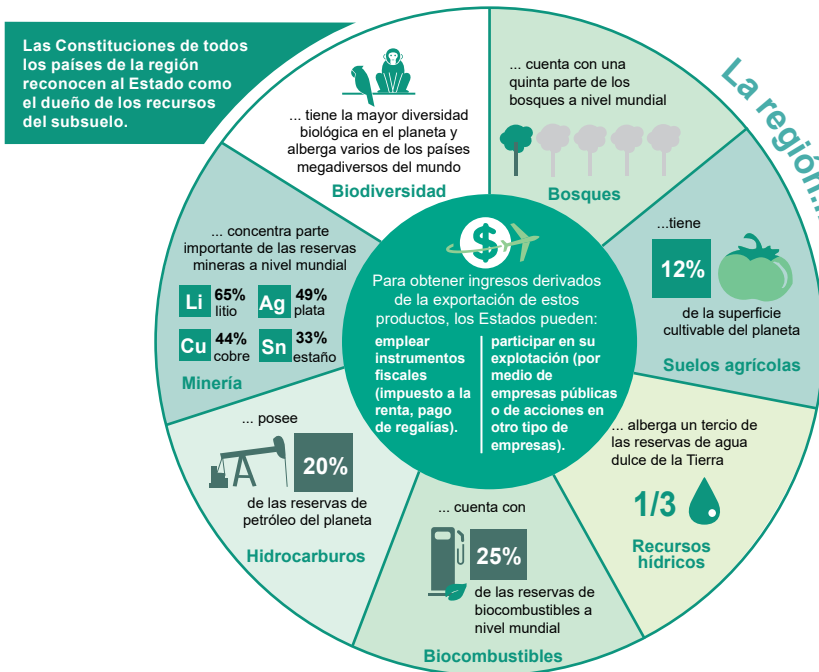 Las Constituciones de todos
los países de la región
reconocen al Estado como
el dueño de los recursos
del subsuelo.
La región...
... tiene la mayor diversidad
biológica en el planeta y
alberga varios de los países
megadiversos del mundo
Biodiversidad
... cuenta con una
quinta parte de los
bosques a nivel mundial
Bosques
...tiene
12%
de la superficie
cultivable del planeta
Suelos agrícolas
... alberga un tercio de
las reservas de agua
dulce de la Tierra
1/3
Recursos
hídricos
... cuenta con
25%
de las reservas de
biocombustibles a
nivel mundial
Biocombustibles
... posee
20%
de las reservas de
petróleo del planeta
Hidrocarburos
... concentra parte
importante de las reservas
mineras a nivel mundial
Li 65% litio
Ag 49% plata
Cu 44% cobre
Sn 33% estaño
Minería
$
Para obtener ingresos derivados
de la exportación de estos
productos, los Estados pueden:
emplear
instrumentos
fiscales
(impuesto a la
renta, pago
de regalías).
participar en su
explotación (por
medio de
empresas públicas
o de acciones en
otro tipo de
empresas).